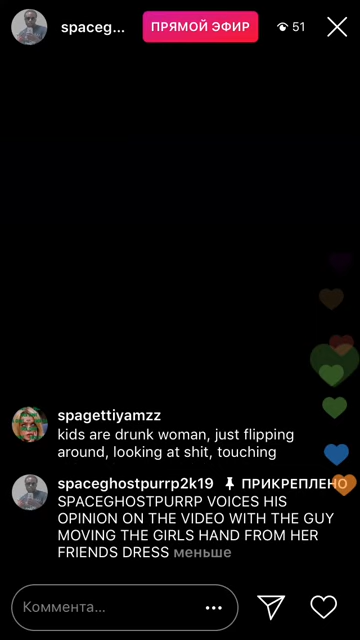 spaceg...
ПРЯМОЙ ЭФИР
51
spagettiyamzz
kids are drunk woman, just flipping
around, looking at shit, touching
spaceghostpurrp2k19 ПРИКРЕПЛЕНО
SPACEGHOSTPURRP VOICES HIS
OPINION ON THE VIDEO WITH THE GUY
MOVING THE GIRLS HAND FROM HER
FRIENDS DRESS меньше
Коммента...